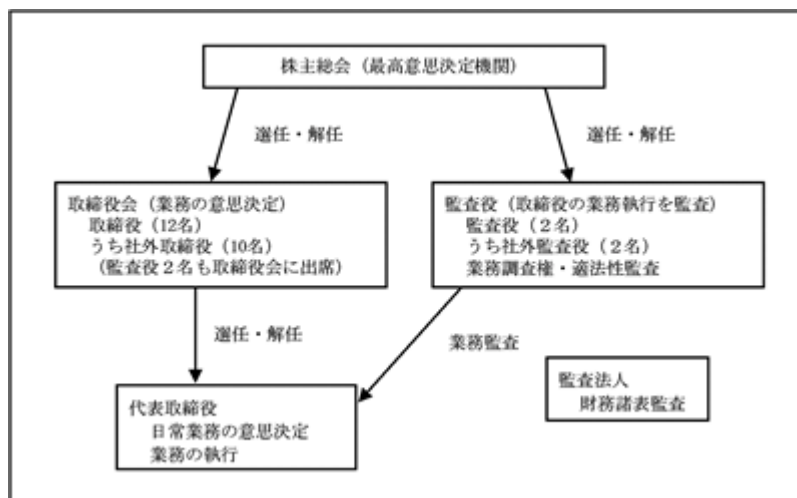 株主総会（最高意思決定機関）
選任・解任
選任・解任
取締役会（業務の意思決定）
取締役（12名）
うち社外取締役（10名）
（監査役２名も取締役会に出席）
監査役（取締役の業務執行を監査）
監査役（２名）
うち社外監査役（２名）
業務調査権・適法性監査
選任・解任
業務監査
代表取締役
日常業務の意思決定
業務の執行
監査法人
財務諸表監査